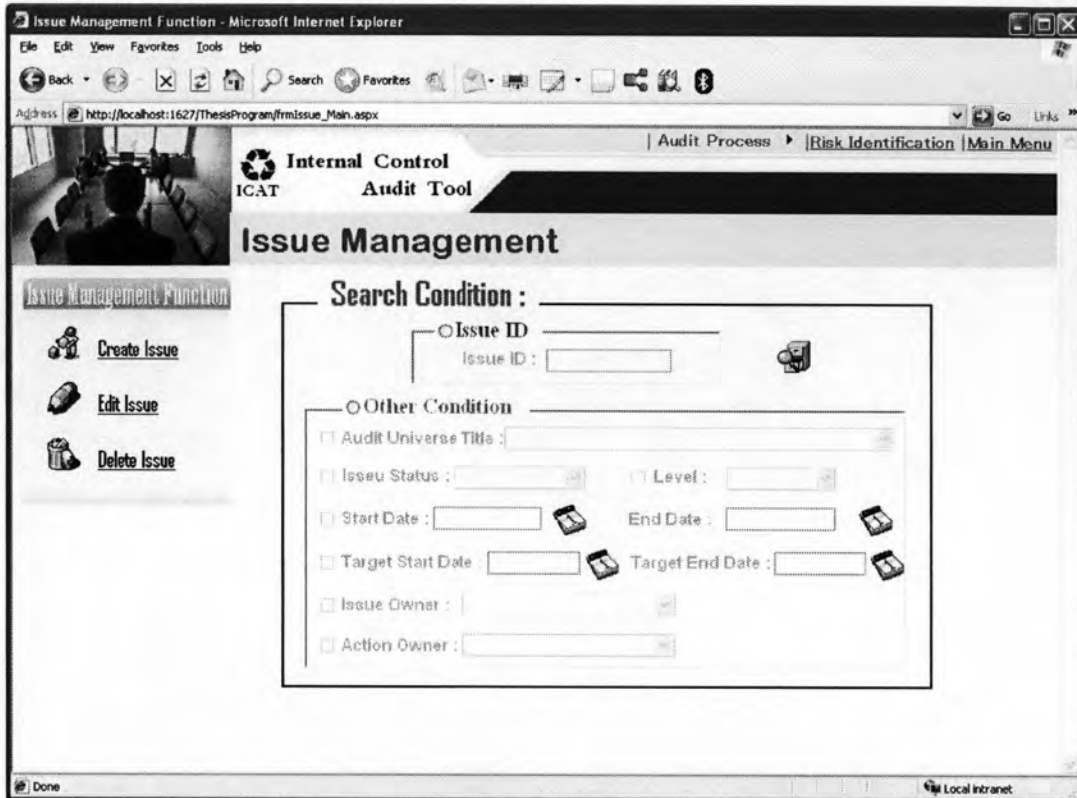 Issue Management Function - Microsoft Internet Explorer
File Edit View Favorites Tools Help
Back Search Favorites
Address http://localhost:1627/ThesisProgram/frmIssue_Main.aspx Go Links »
| Audit Process |Risk Identification |Main Menu
Internal Control
ICAT Audit Tool
Issue Management
Issue Management Function
Create Issue
Edit Issue
Delete Issue
Search Condition :
Issue ID
Issue ID :
Other Condition
Audit Universe Title :
Isseu Status : Level :
Start Date : End Date :
Target Start Date : Target End Date :
Issue Owner :
Action Owner :
Done Local intranet